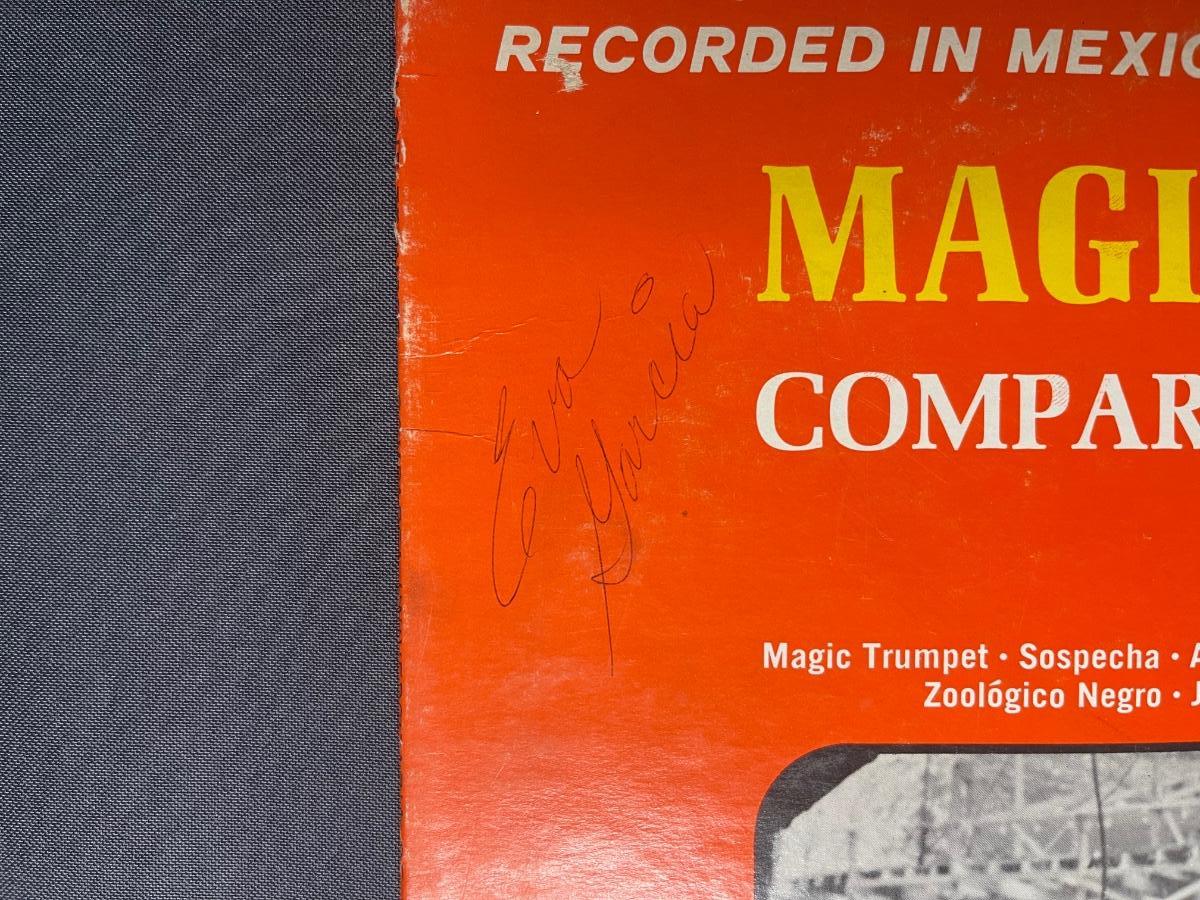 RECORDED IN MEXIC
MAGI
COMPAR
Eva
Garcia
Magic Trumpet · Sospecha · A
Zoológico Negro · J